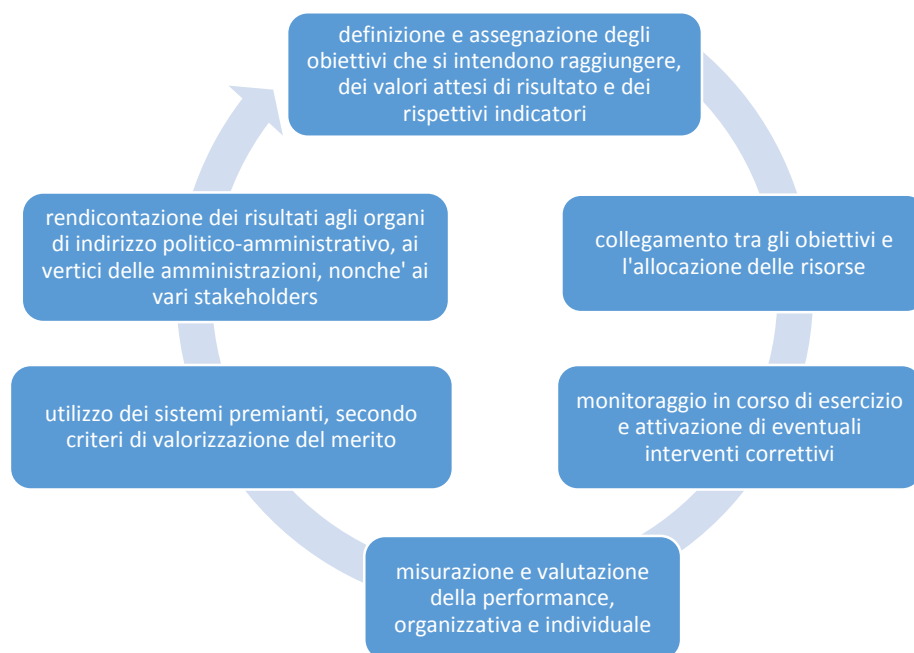 definizione e assegnazione degli
obiettivi che si intendono raggiungere,
dei valori attesi di risultato e dei
rispettivi indicatori
collegamento tra gli obiettivi e
l'allocazione delle risorse
monitoraggio in corso di esercizio
e attivazione di eventuali
interventi correttivi
misurazione e valutazione
della performance,
organizzativa e individuale
utilizzo dei sistemi premianti, secondo
criteri di valorizzazione del merito
rendicontazione dei risultati agli organi
di indirizzo politico-amministrativo, ai
vertici delle amministrazioni, nonche' ai
vari stakeholders